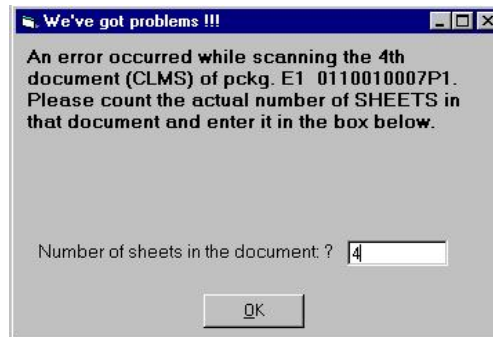 We've got problems !!!
An error occurred while scanning the 4th
document (CLMS) of pckg. E1 0110010007P1.
Please count the actual number of SHEETS in
that document and enter it in the box below.
Number of sheets in the document: ? 4
OK